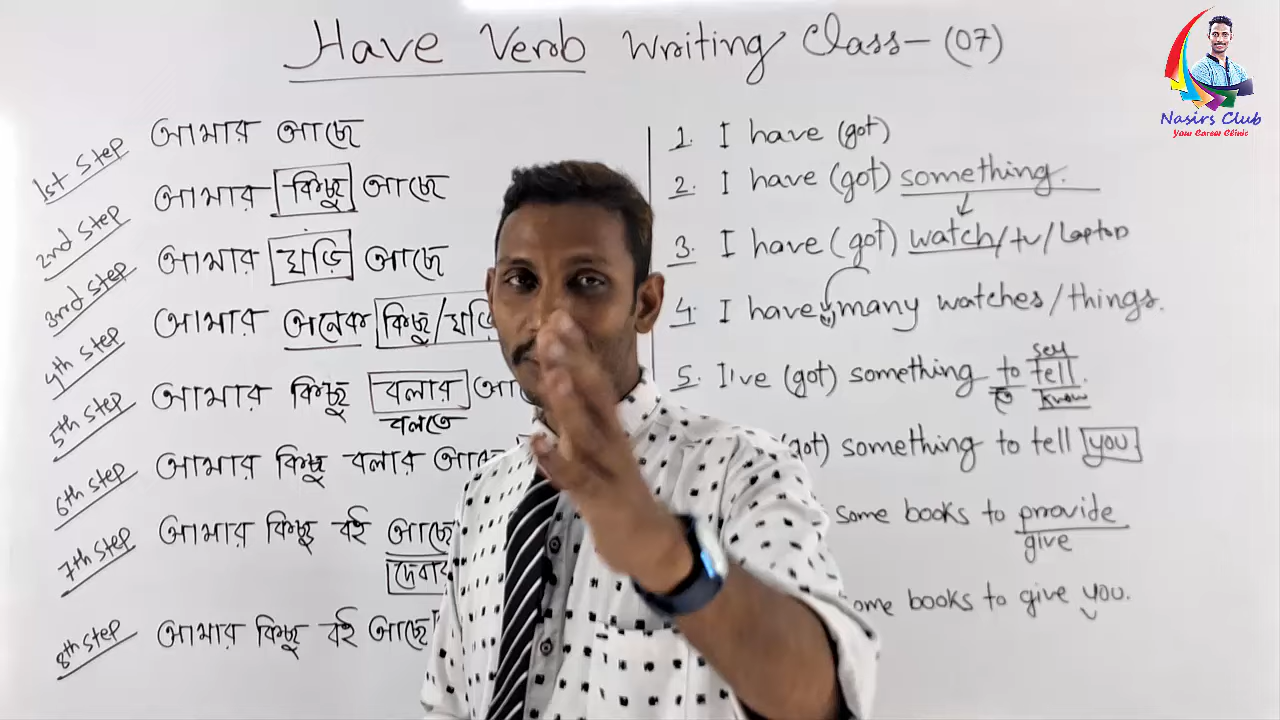 Have Verb Writing Class-(07)
Nasirs Club
Your Career Clinic
1st Step আমার আছে
2nd Step আমার কিছু আছে
3rd Step আমার ঘড়ি আছে
4th Step আমার অনেক কিছু/ঘড়ি
5th Step আমার কিছু বলার
বলতে
6th Step আমার কিছু বলার
7th Step আমার কিছু বই আছে
দেবার
8th Step আমার কিছু বই আছে
1. I have (got)
2. I have (got) something.
3. I have (got) watch/tv/Laptop
4. I have many watches/things.
say
5. I've (got) something to tell.
তে know
(got) something to tell you
some books to provide
give
some books to give you.